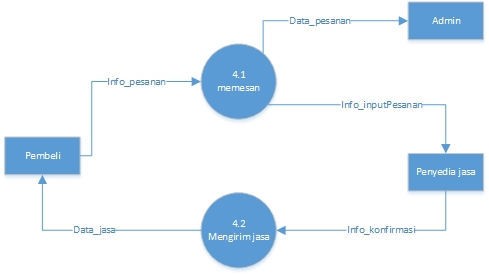 Data_pesanan
Admin
4.1
memesan
Info_pesanan
Info_inputPesanan
Pembeli
Penyedia jasa
4.2
Mengirim jasa
Data_jasa
Info_konfirmasi